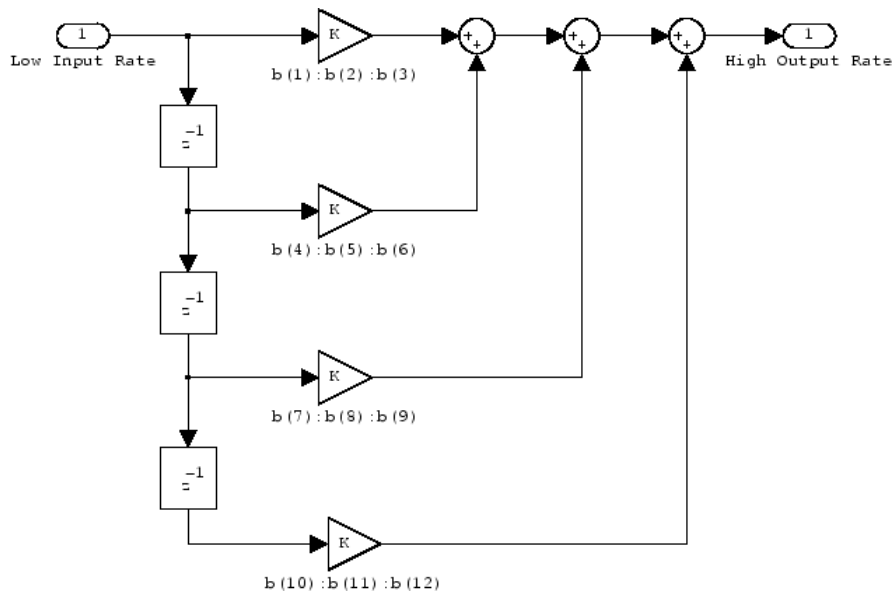 1
K
+
+
+
+
+
+
1
Low Input Rate
b(1):b(2):b(3)
High Output Rate
z⁻¹
K
b(4):b(5):b(6)
z⁻¹
K
b(7):b(8):b(9)
z⁻¹
K
b(10):b(11):b(12)